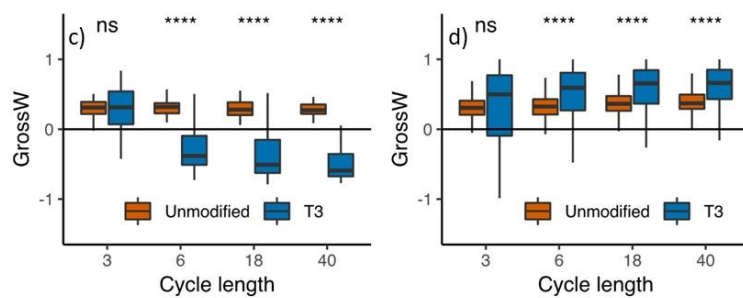 c) ns **** **** ****
1
0
-1
GrossW
Unmodified T3
3 6 18 40
Cycle length
d) ns **** **** ****
1
0
-1
GrossW
Unmodified T3
3 6 18 40
Cycle length